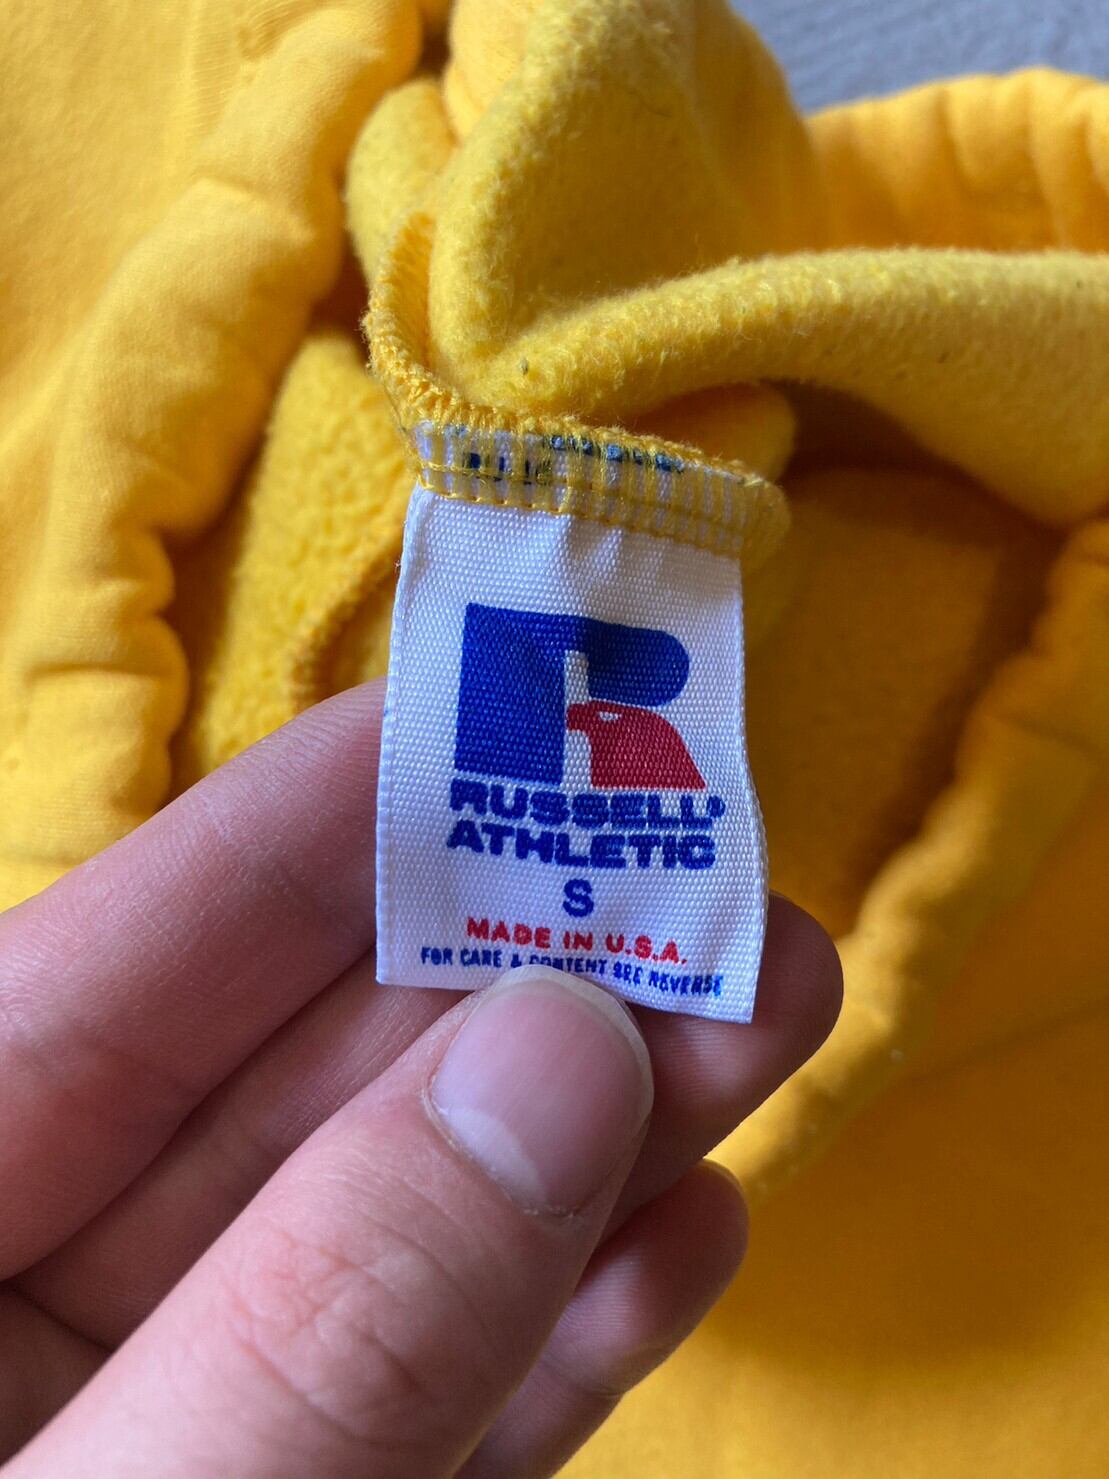 R
RUSSELL®
ATHLETIC
S
MADE IN U.S.A.
FOR CARE & CONTENT SEE REVERSE